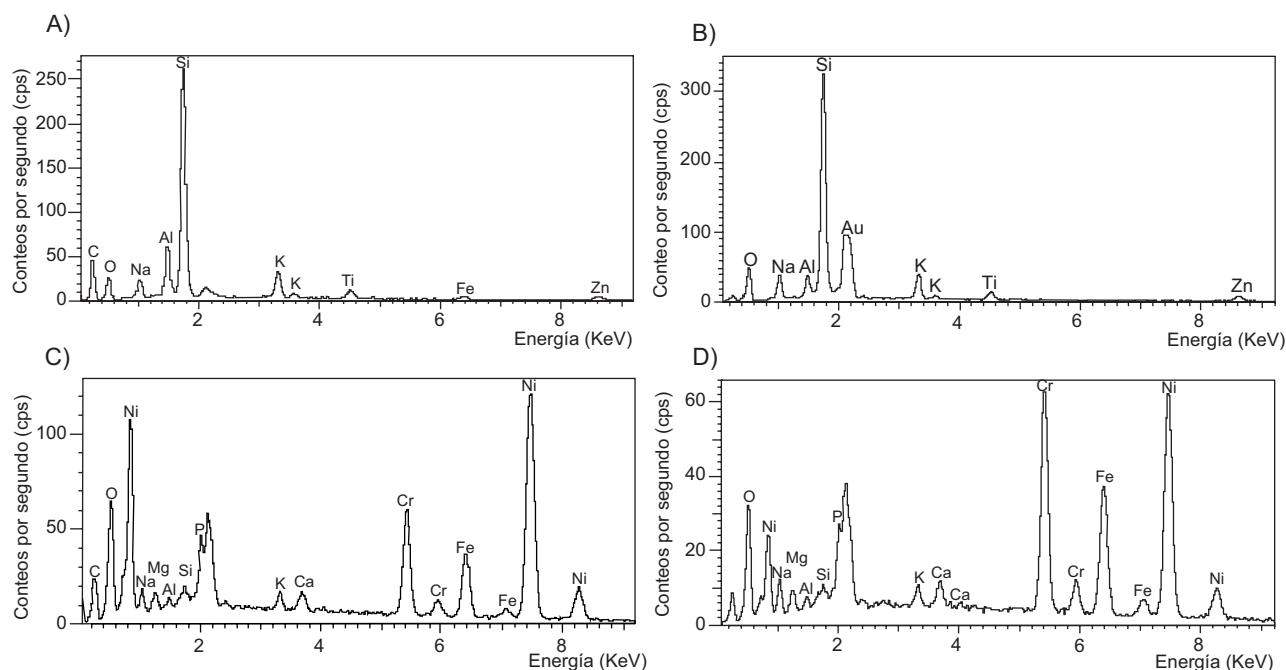 A)
Conteos por segundo (cps)
250
200
150
100
50
0
C
O
Na
Al
Si
K
K
Ti
Fe
Zn
2
4
6
8
Energía (KeV)
B)
Conteo por segundo (cps)
300
200
100
0
O
Na
Al
Si
Au
K
K
Ti
Zn
2
4
6
8
Energía (KeV)
C)
Conteos por segundo (cps)
100
50
0
C
O
Ni
Na
Mg
Al
Si
P
K
Ca
Cr
Cr
Fe
Fe
Ni
Ni
2
4
6
8
Energía (KeV)
D)
Conteos por segundo (cps)
60
40
20
0
O
Ni
Na
Mg
Al
Si
P
K
Ca
Ca
Cr
Cr
Fe
Fe
Ni
Ni
2
4
6
8
Energía (KeV)